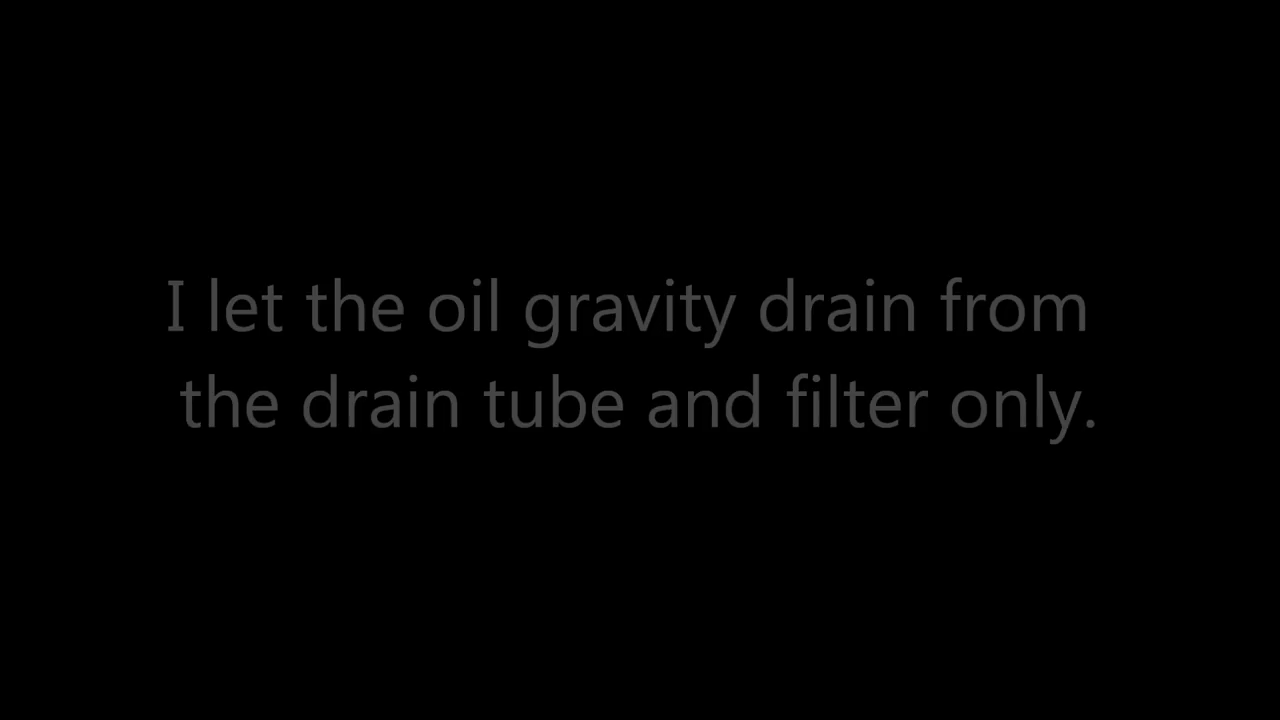 I let the oil gravity drain from
the drain tube and filter only.